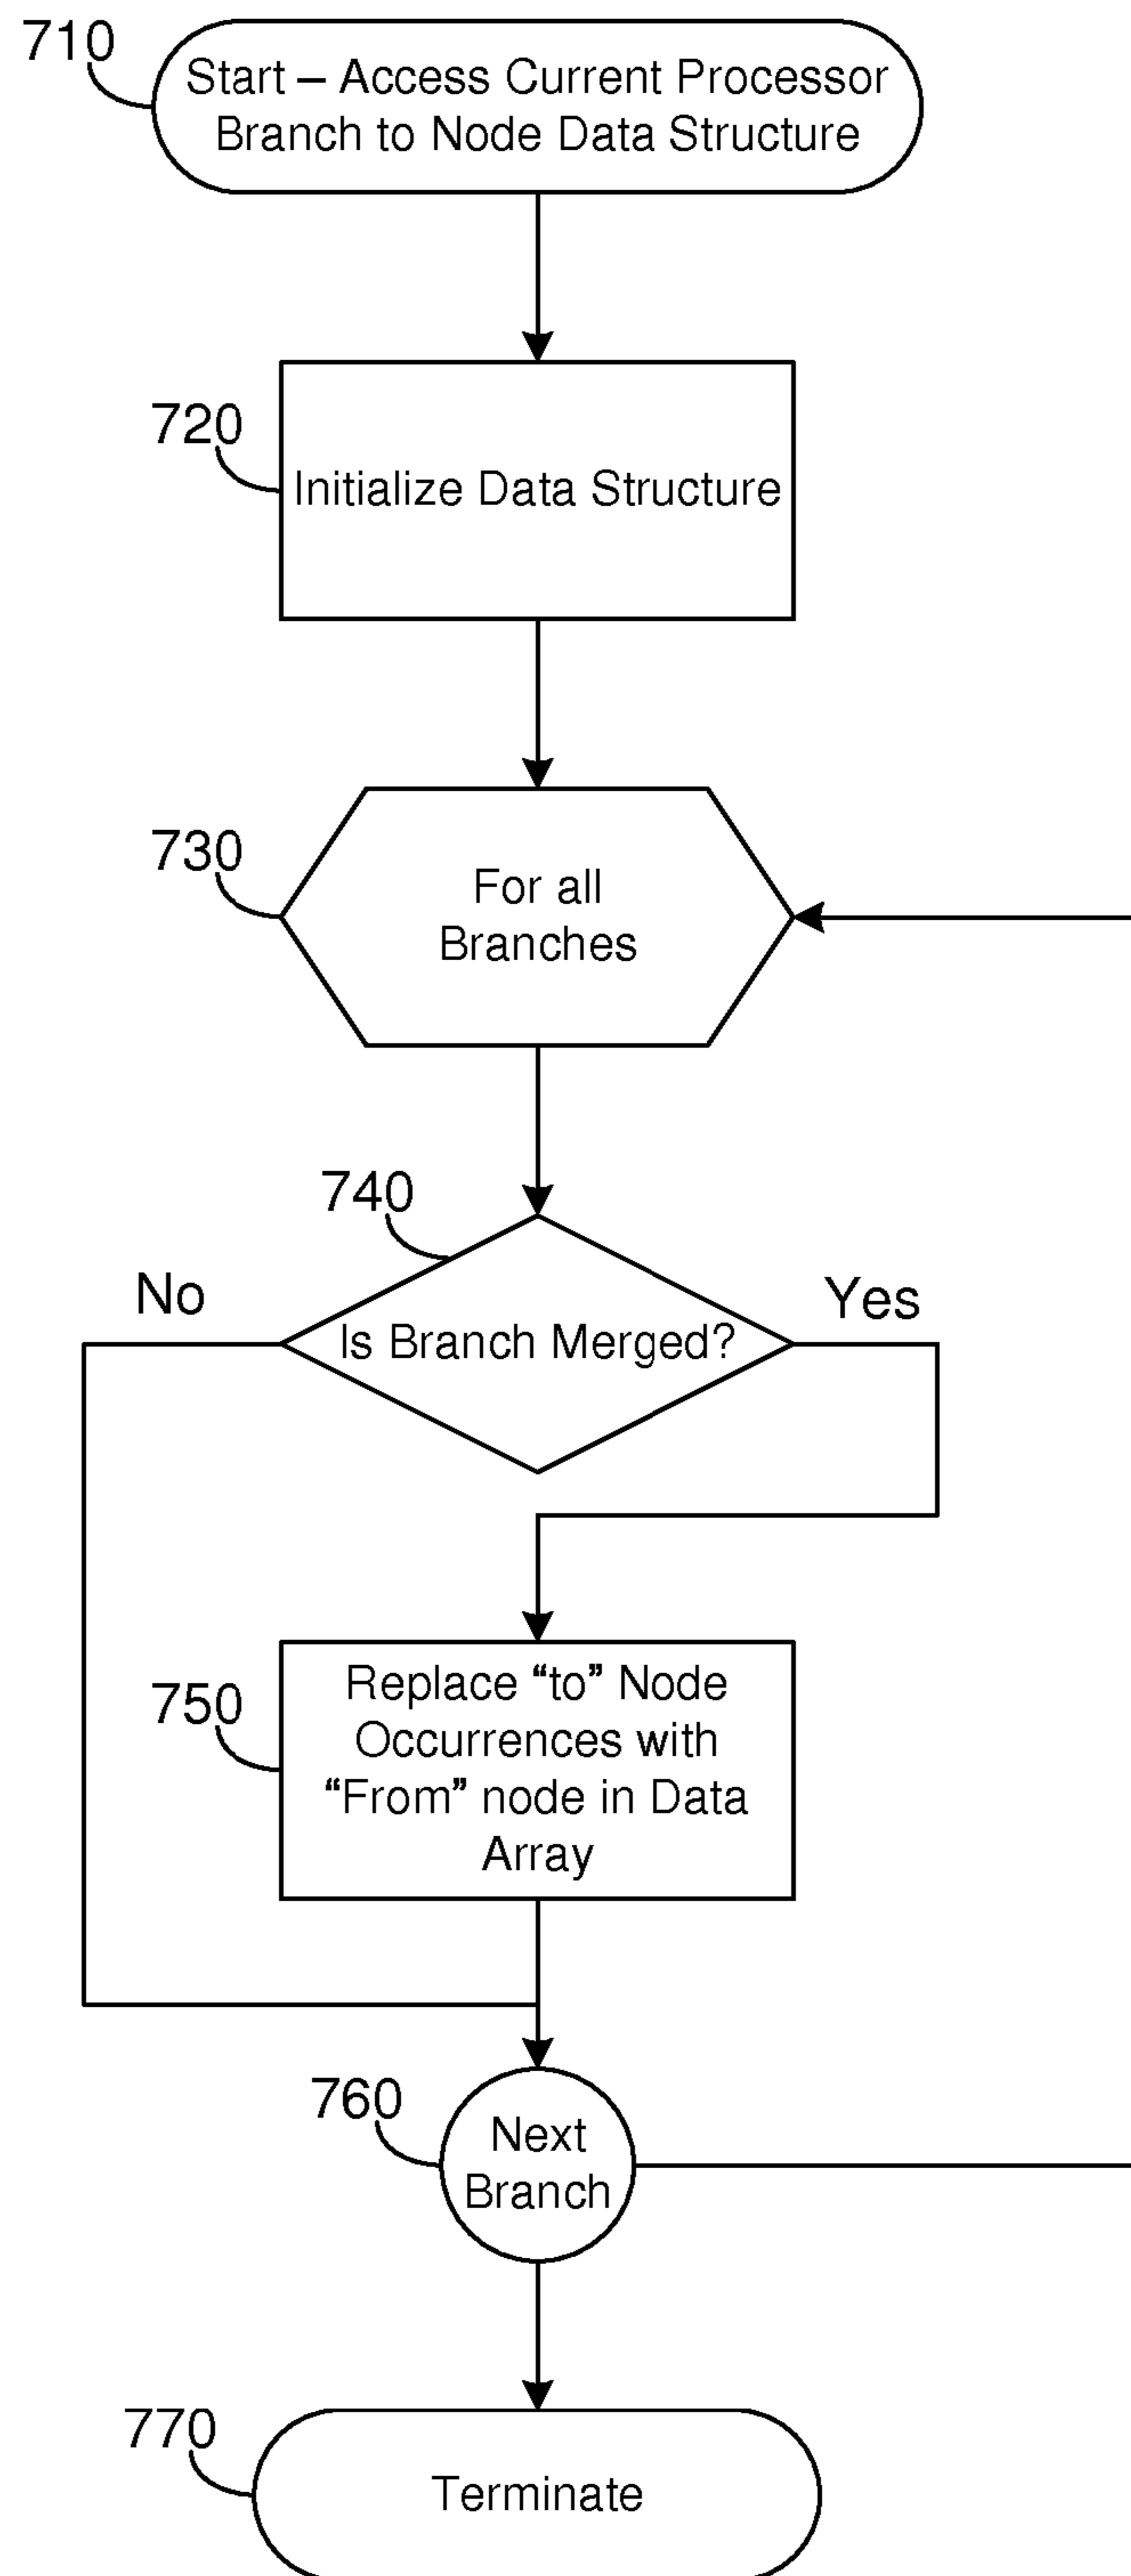 710
Start – Access Current Processor
Branch to Node Data Structure
720
Initialize Data Structure
730
For all
Branches
740
No
Yes
Is Branch Merged?
750
Replace “to” Node
Occurrences with
“From” node in Data
Array
760
Next
Branch
770
Terminate